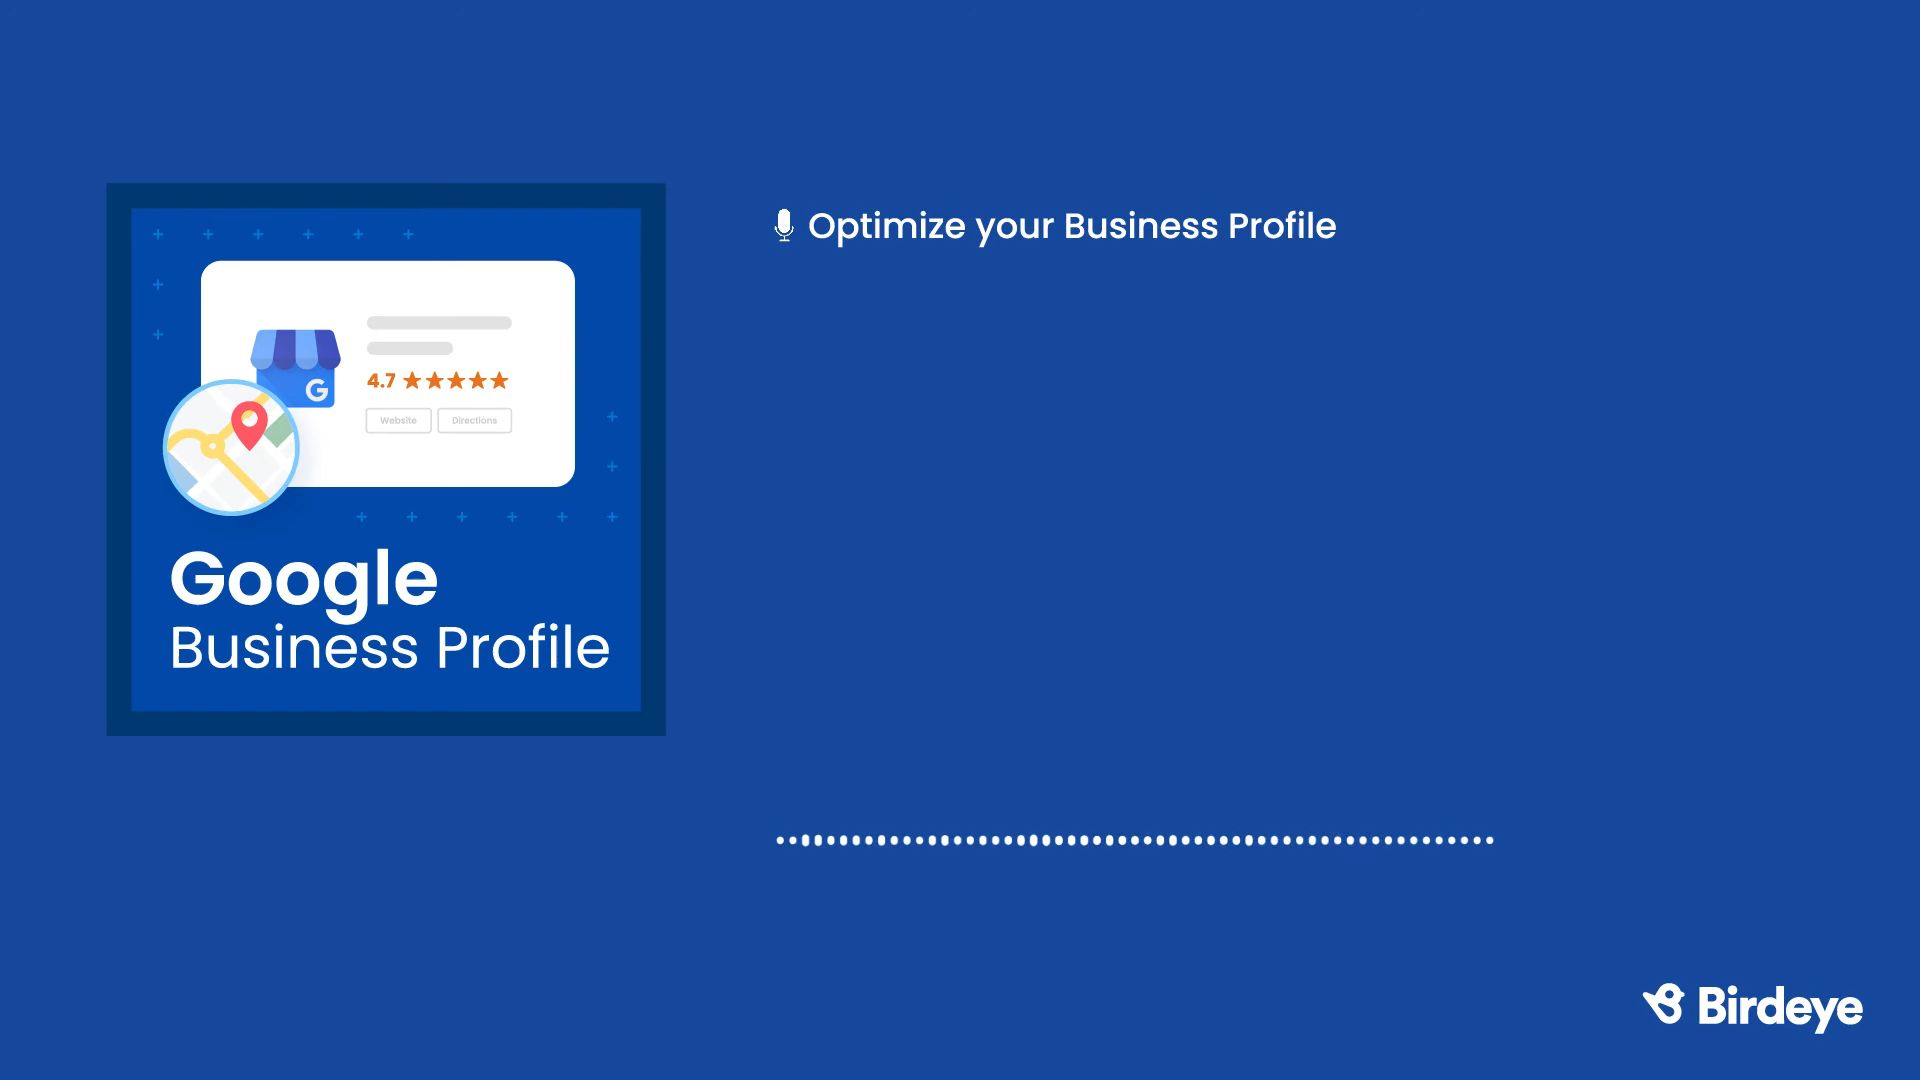 Optimize your Business Profile
4.7
G
Website
Directions
Google
Business Profile
Birdeye